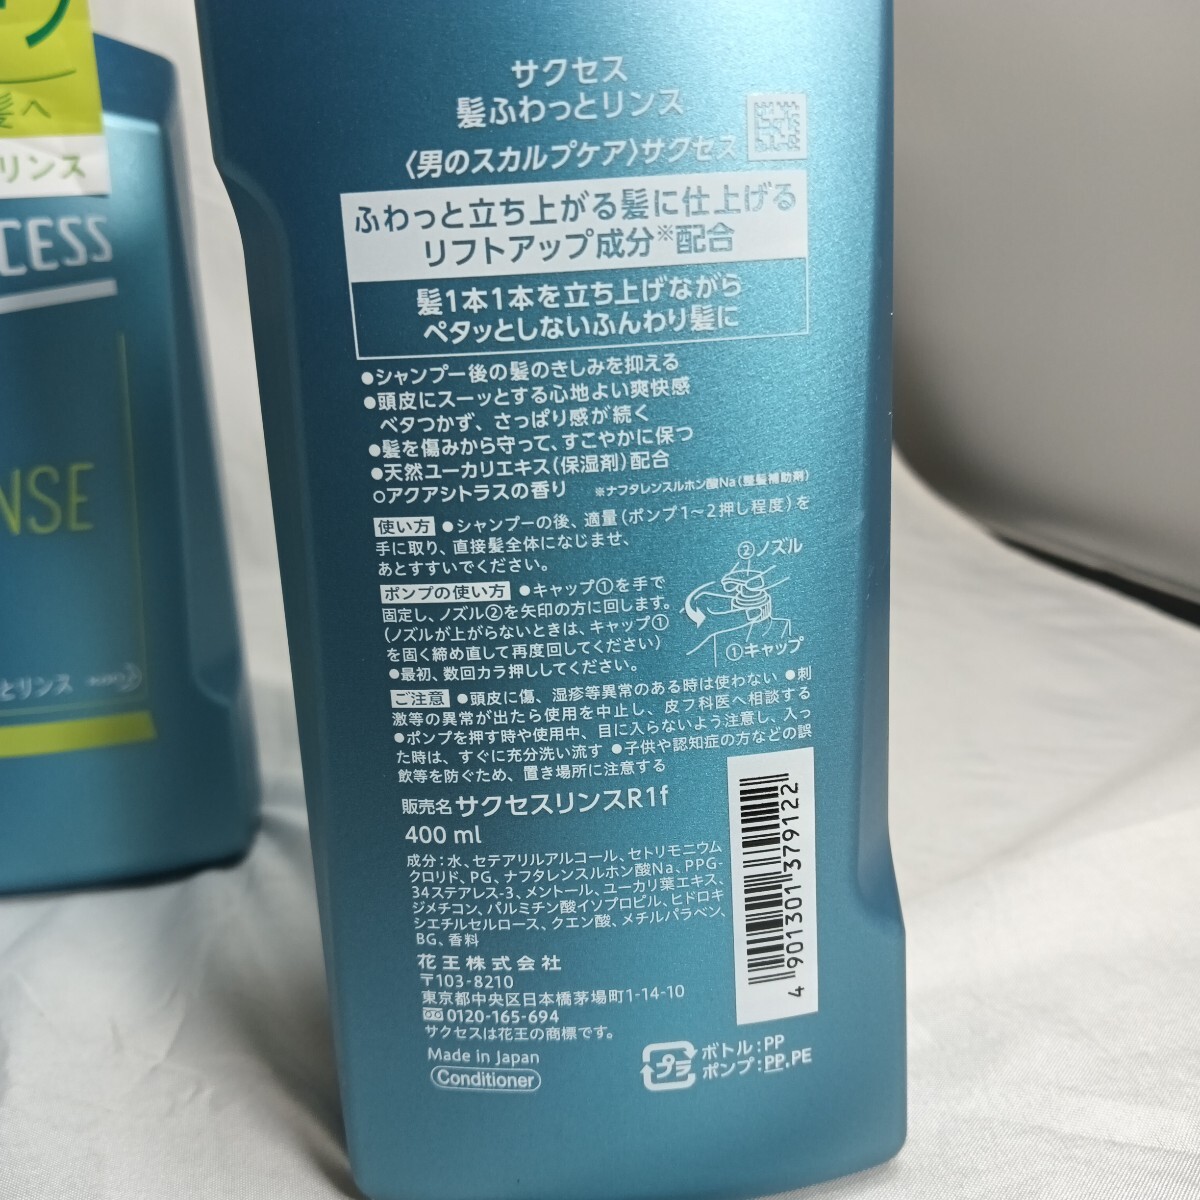 髪へ
リンス
CESS
NSE
とリンス
サクセス
髪ふわっとリンス
〈男のスカルプケア〉サクセス
ふわっと立ち上がる髪に仕上げる
リフトアップ成分※配合
髪1本1本を立ち上げながら
ペタッとしないふんわり髪に
●シャンプー後の髪のきしみを抑える
●頭皮にスーッとする心地よい爽快感
ベタつかず、さっぱり感が続く
●髪を傷みから守って、すこやかに保つ
●天然ユーカリエキス(保湿剤)配合
○アクアシトラスの香り ※ナフタレンスルホン酸Na(整髪補助剤)
使い方 ●シャンプーの後、適量(ポンプ1〜2押し程度)を
手に取り、直接髪全体になじませ、
あとすすいでください。
ポンプの使い方 ●キャップ①を手で
固定し、ノズル②を矢印の方に回します。
(ノズルが上がらないときは、キャップ①
を固く締め直して再度回してください)
●最初、数回カラ押ししてください。
②ノズル
①キャップ
ご注意 ●頭皮に傷、湿疹等異常のある時は使わない ●刺
激等の異常が出たら使用を中止し、皮フ科医へ相談する
●ポンプを押す時や使用中、目に入らないよう注意し、入っ
た時は、すぐに充分洗い流す ●子供や認知症の方などの誤
飲等を防ぐため、置き場所に注意する
販売名 サクセスリンスR1f
400 ml
成分:水、セテアリルアルコール、セトリモニウム
クロリド、PG、ナフタレンスルホン酸Na、PPG-
34ステアレス-3、メントール、ユーカリ葉エキス、
ジメチコン、パルミチン酸イソプロピル、ヒドロキ
シエチルセルロース、クエン酸、メチルパラベン、
BG、香料
花王株式会社
〒103-8210
東京都中央区日本橋茅場町1-14-10
0120-165-694
サクセスは花王の商標です。
Made in Japan
Conditioner
4 901301 379122
プラ
ボトル:PP
ポンプ:PP,PE